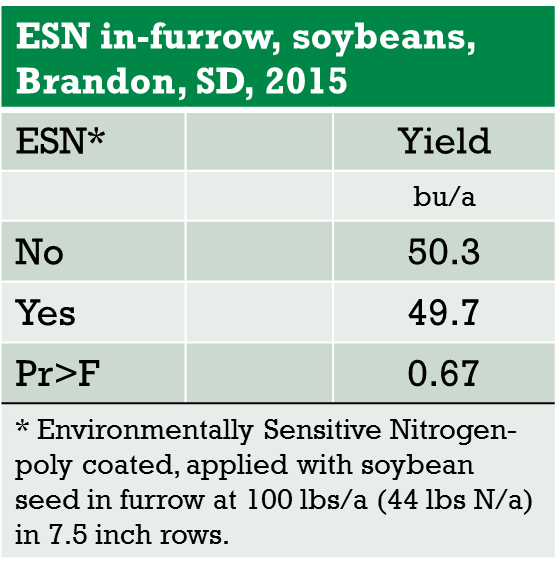 ESN in-furrow, soybeans,
Brandon, SD, 2015
ESN* Yield
bu/a
No 50.3
Yes 49.7
Pr>F 0.67
* Environmentally Sensitive Nitrogen-
poly coated, applied with soybean
seed in furrow at 100 lbs/a (44 lbs N/a)
in 7.5 inch rows.